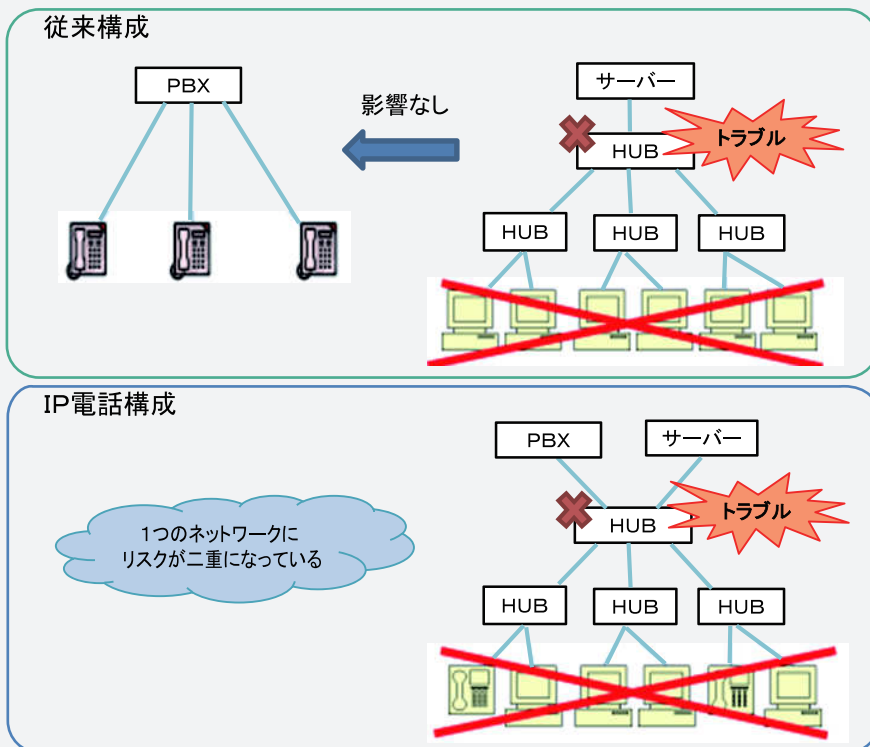 従来構成
PBX
影響なし
サーバー
HUB
トラブル
HUB
HUB
HUB
IP電話構成
PBX
サーバー
1つのネットワークに
リスクが二重になっている
HUB
トラブル
HUB
HUB
HUB